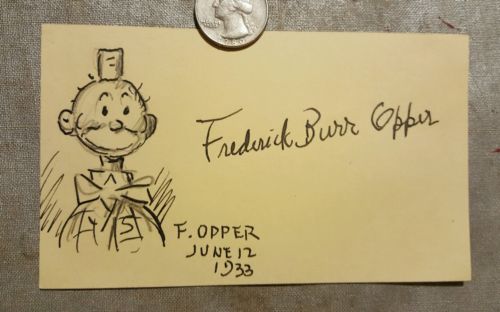 Frederick Burr Opper
F. OPPER
JUNE 12
1933